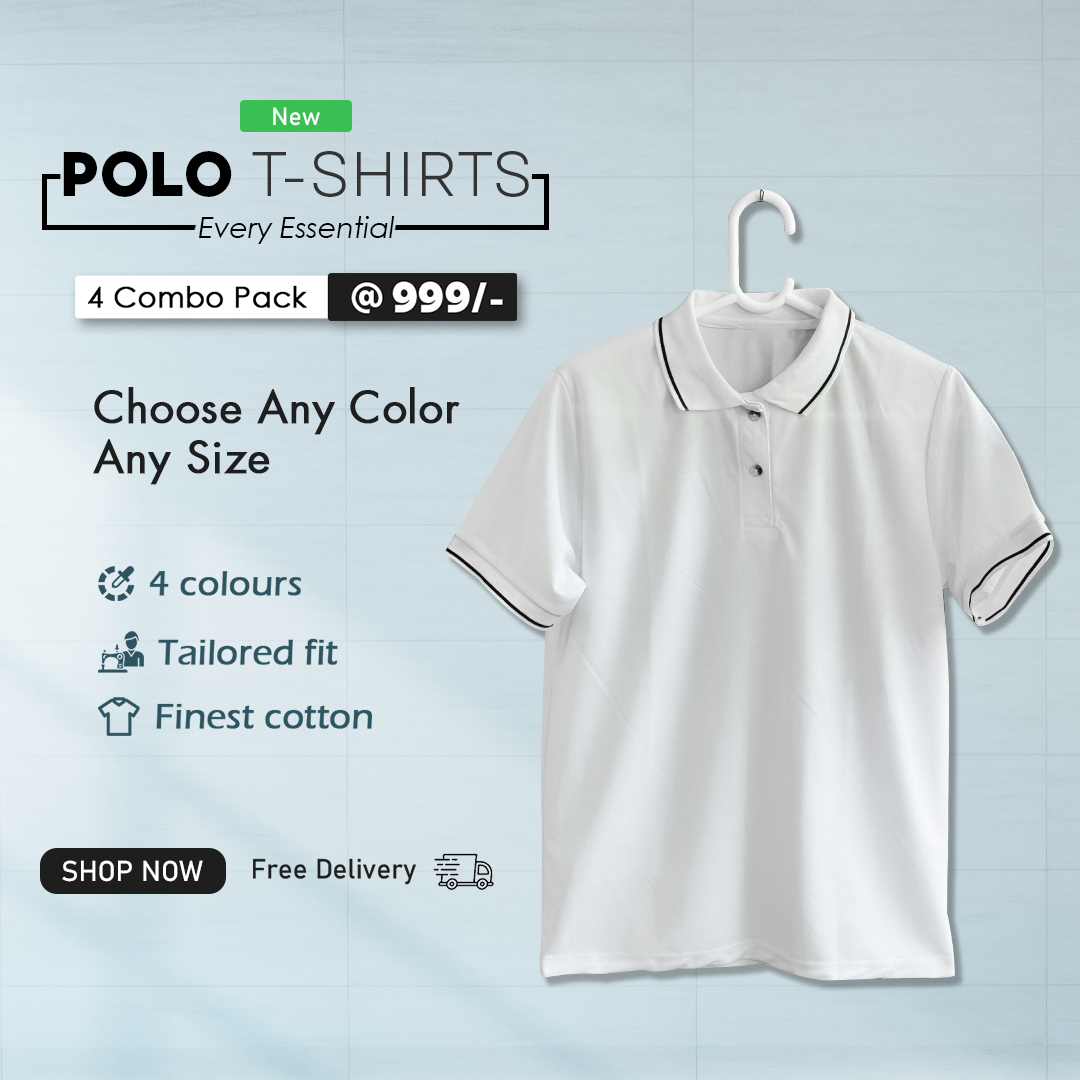 New
POLO T-SHIRTS
Every Essential
4 Combo Pack @ 999/-
Choose Any Color
Any Size
4 colours
Tailored fit
Finest cotton
SHOP NOW Free Delivery